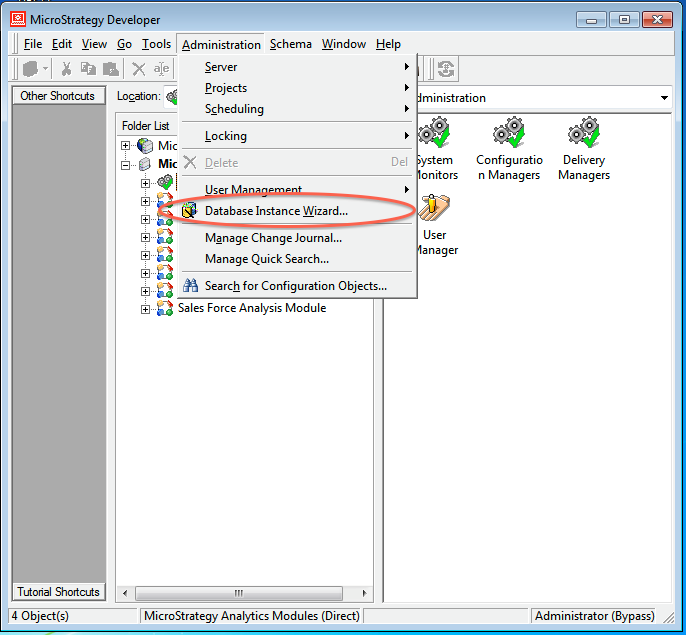 MicroStrategy Developer
File Edit View Go Tools Administration Schema Window Help
Other Shortcuts
Location:
Folder List
Mic
Mic
Sales Force Analysis Module
Server
Projects
Scheduling
Locking
Delete Del
User Management
Database Instance Wizard...
Manage Change Journal...
Manage Quick Search...
Search for Configuration Objects...
dministration
System
Monitors
Configuratio
n Managers
Delivery
Managers
User
Manager
Tutorial Shortcuts
4 Object(s) MicroStrategy Analytics Modules (Direct) Administrator (Bypass)